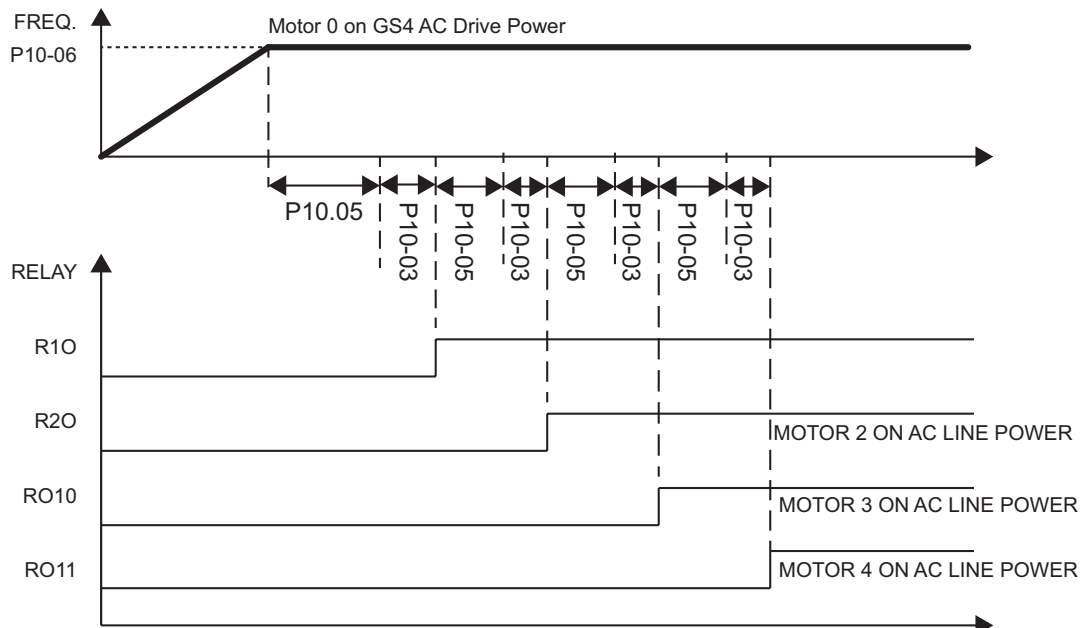 FREQ.
P10-06
Motor 0 on GS4 AC Drive Power
P10.05
P10-03
P10-05
P10-03
P10-05
P10-03
P10-05
P10-03
RELAY
R1O
R2O
MOTOR 2 ON AC LINE POWER
RO10
MOTOR 3 ON AC LINE POWER
RO11
MOTOR 4 ON AC LINE POWER